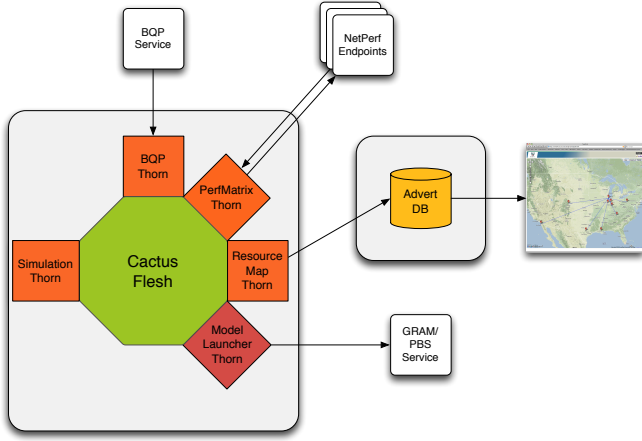 BQP
Service
NetPerf
Endpoints
BQP
Thorn
PerfMatrix
Thorn
Advert
DB
Simulation
Thorn
Cactus
Flesh
Resource
Map
Thorn
Model
Launcher
Thorn
GRAM/
PBS
Service